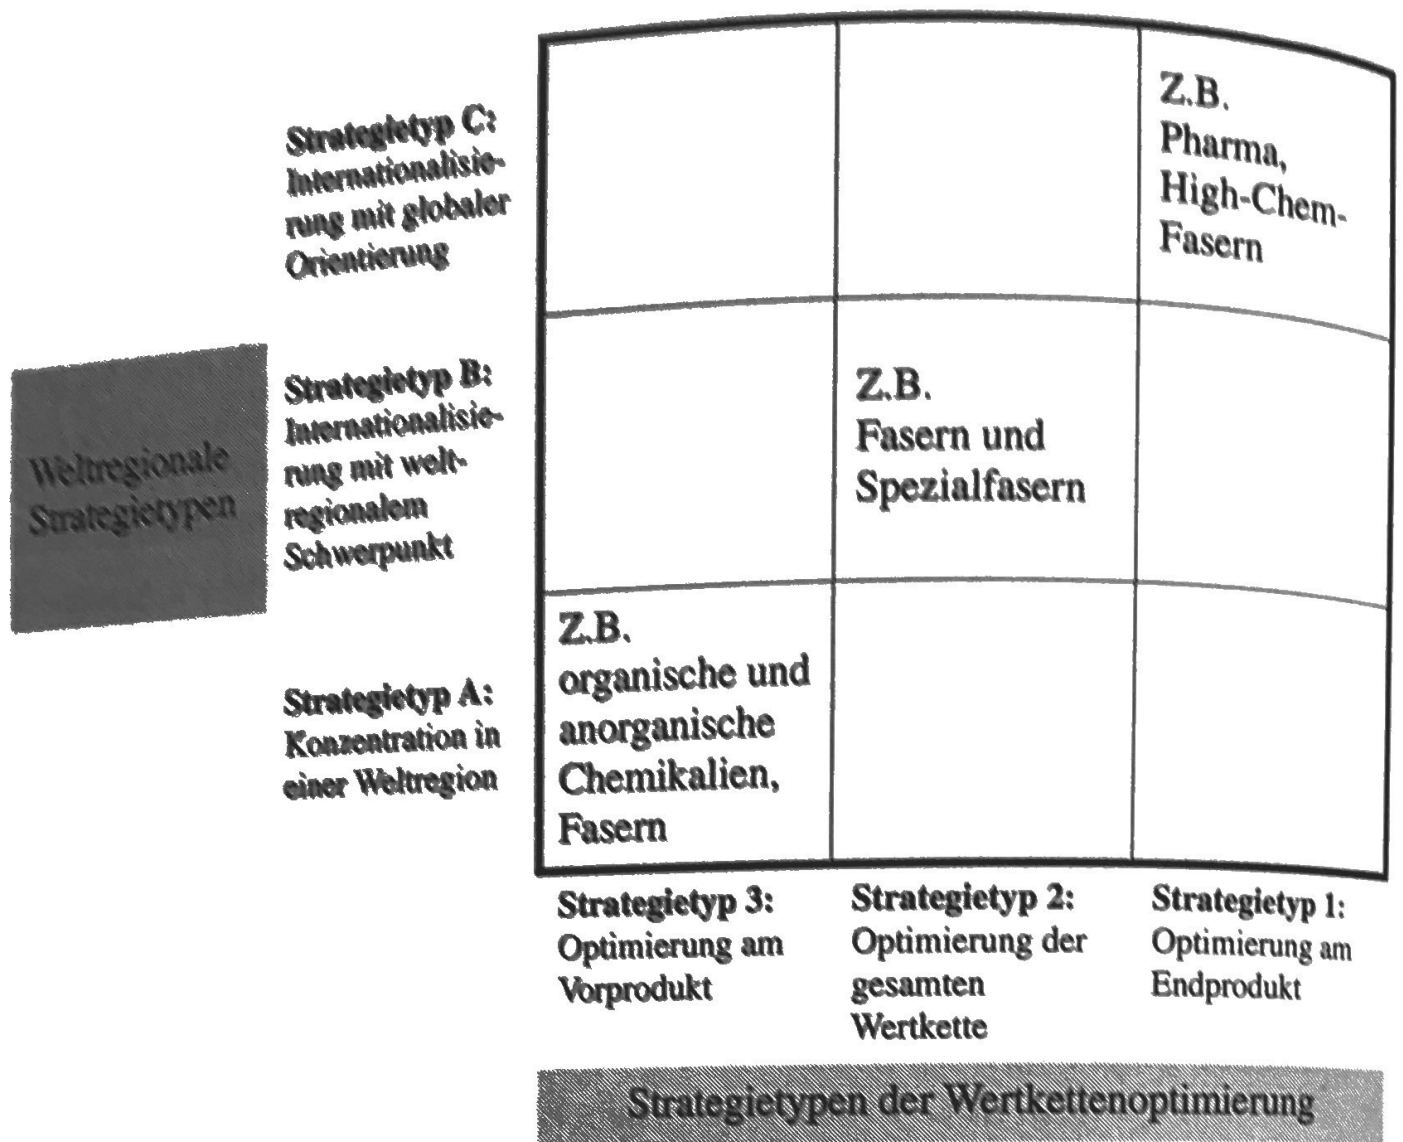 Z.B.
Pharma,
High-Chem-
Fasern
Strategietyp C:
Internationalisie-
rung mit globaler
Orientierung
Z.B.
Fasern und
Spezialfasern
Strategietyp B:
Internationalisie-
rung mit welt-
regionalem
Schwerpunkt
Weltregionale
Strategietypen
Z.B.
organische und
anorganische
Chemikalien,
Fasern
Strategietyp A:
Konzentration in
einer Weltregion
Strategietyp 3:
Optimierung am
Vorprodukt
Strategietyp 2:
Optimierung der
gesamten
Wertkette
Strategietyp 1:
Optimierung am
Endprodukt
Strategietypen der Wertkettenoptimierung